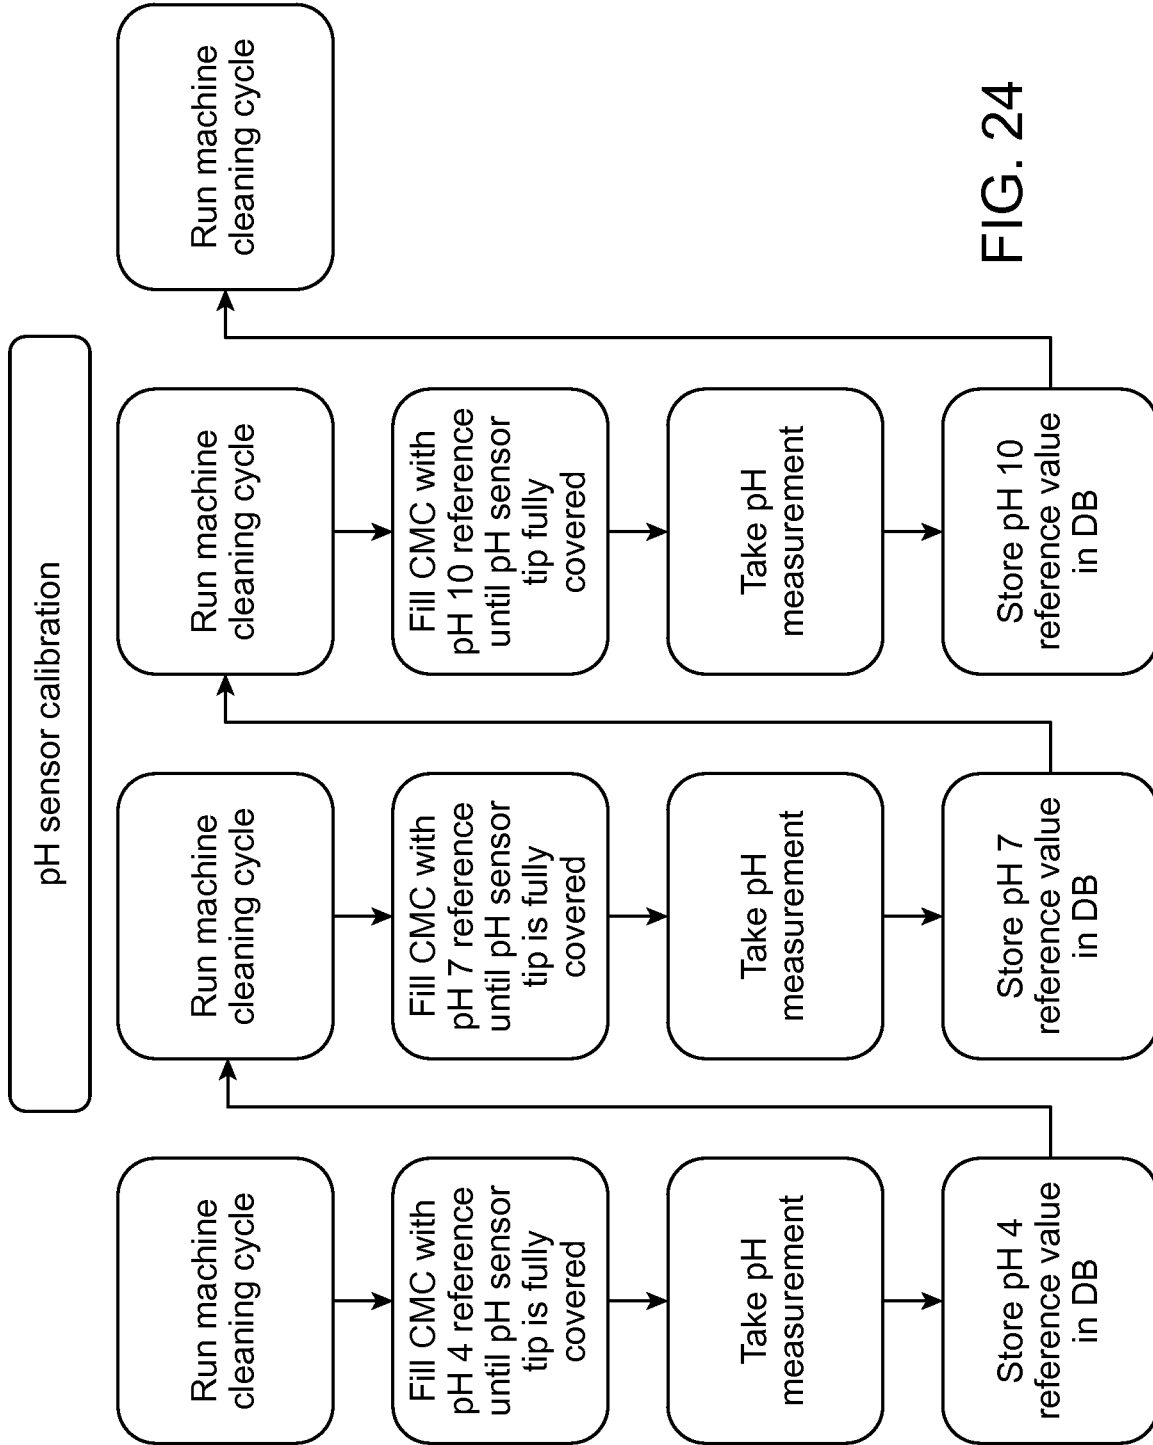 pH sensor calibration
Run machine
cleaning cycle
Fill CMC with
pH 4 reference
until pH sensor
tip is fully
covered
Take pH
measurement
Store pH 4
reference value
in DB
Run machine
cleaning cycle
Fill CMC with
pH 7 reference
until pH sensor
tip is fully
covered
Take pH
measurement
Store pH 7
reference value
in DB
Run machine
cleaning cycle
Fill CMC with
pH 10 reference
until pH sensor
tip fully
covered
Take pH
measurement
Store pH 10
reference value
in DB
Run machine
cleaning cycle
FIG. 24